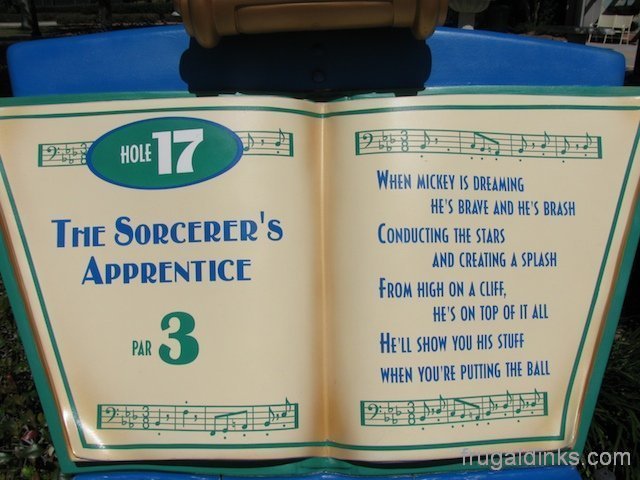 HOLE 17
THE SORCERER'S
APPRENTICE
PAR 3
WHEN MICKEY IS DREAMING
HE'S BRAVE AND HE'S BRASH
CONDUCTING THE STARS
AND CREATING A SPLASH
FROM HIGH ON A CLIFF,
HE'S ON TOP OF IT ALL
HE'LL SHOW YOU HIS STUFF
WHEN YOU'RE PUTTING THE BALL
frugaldinks.com